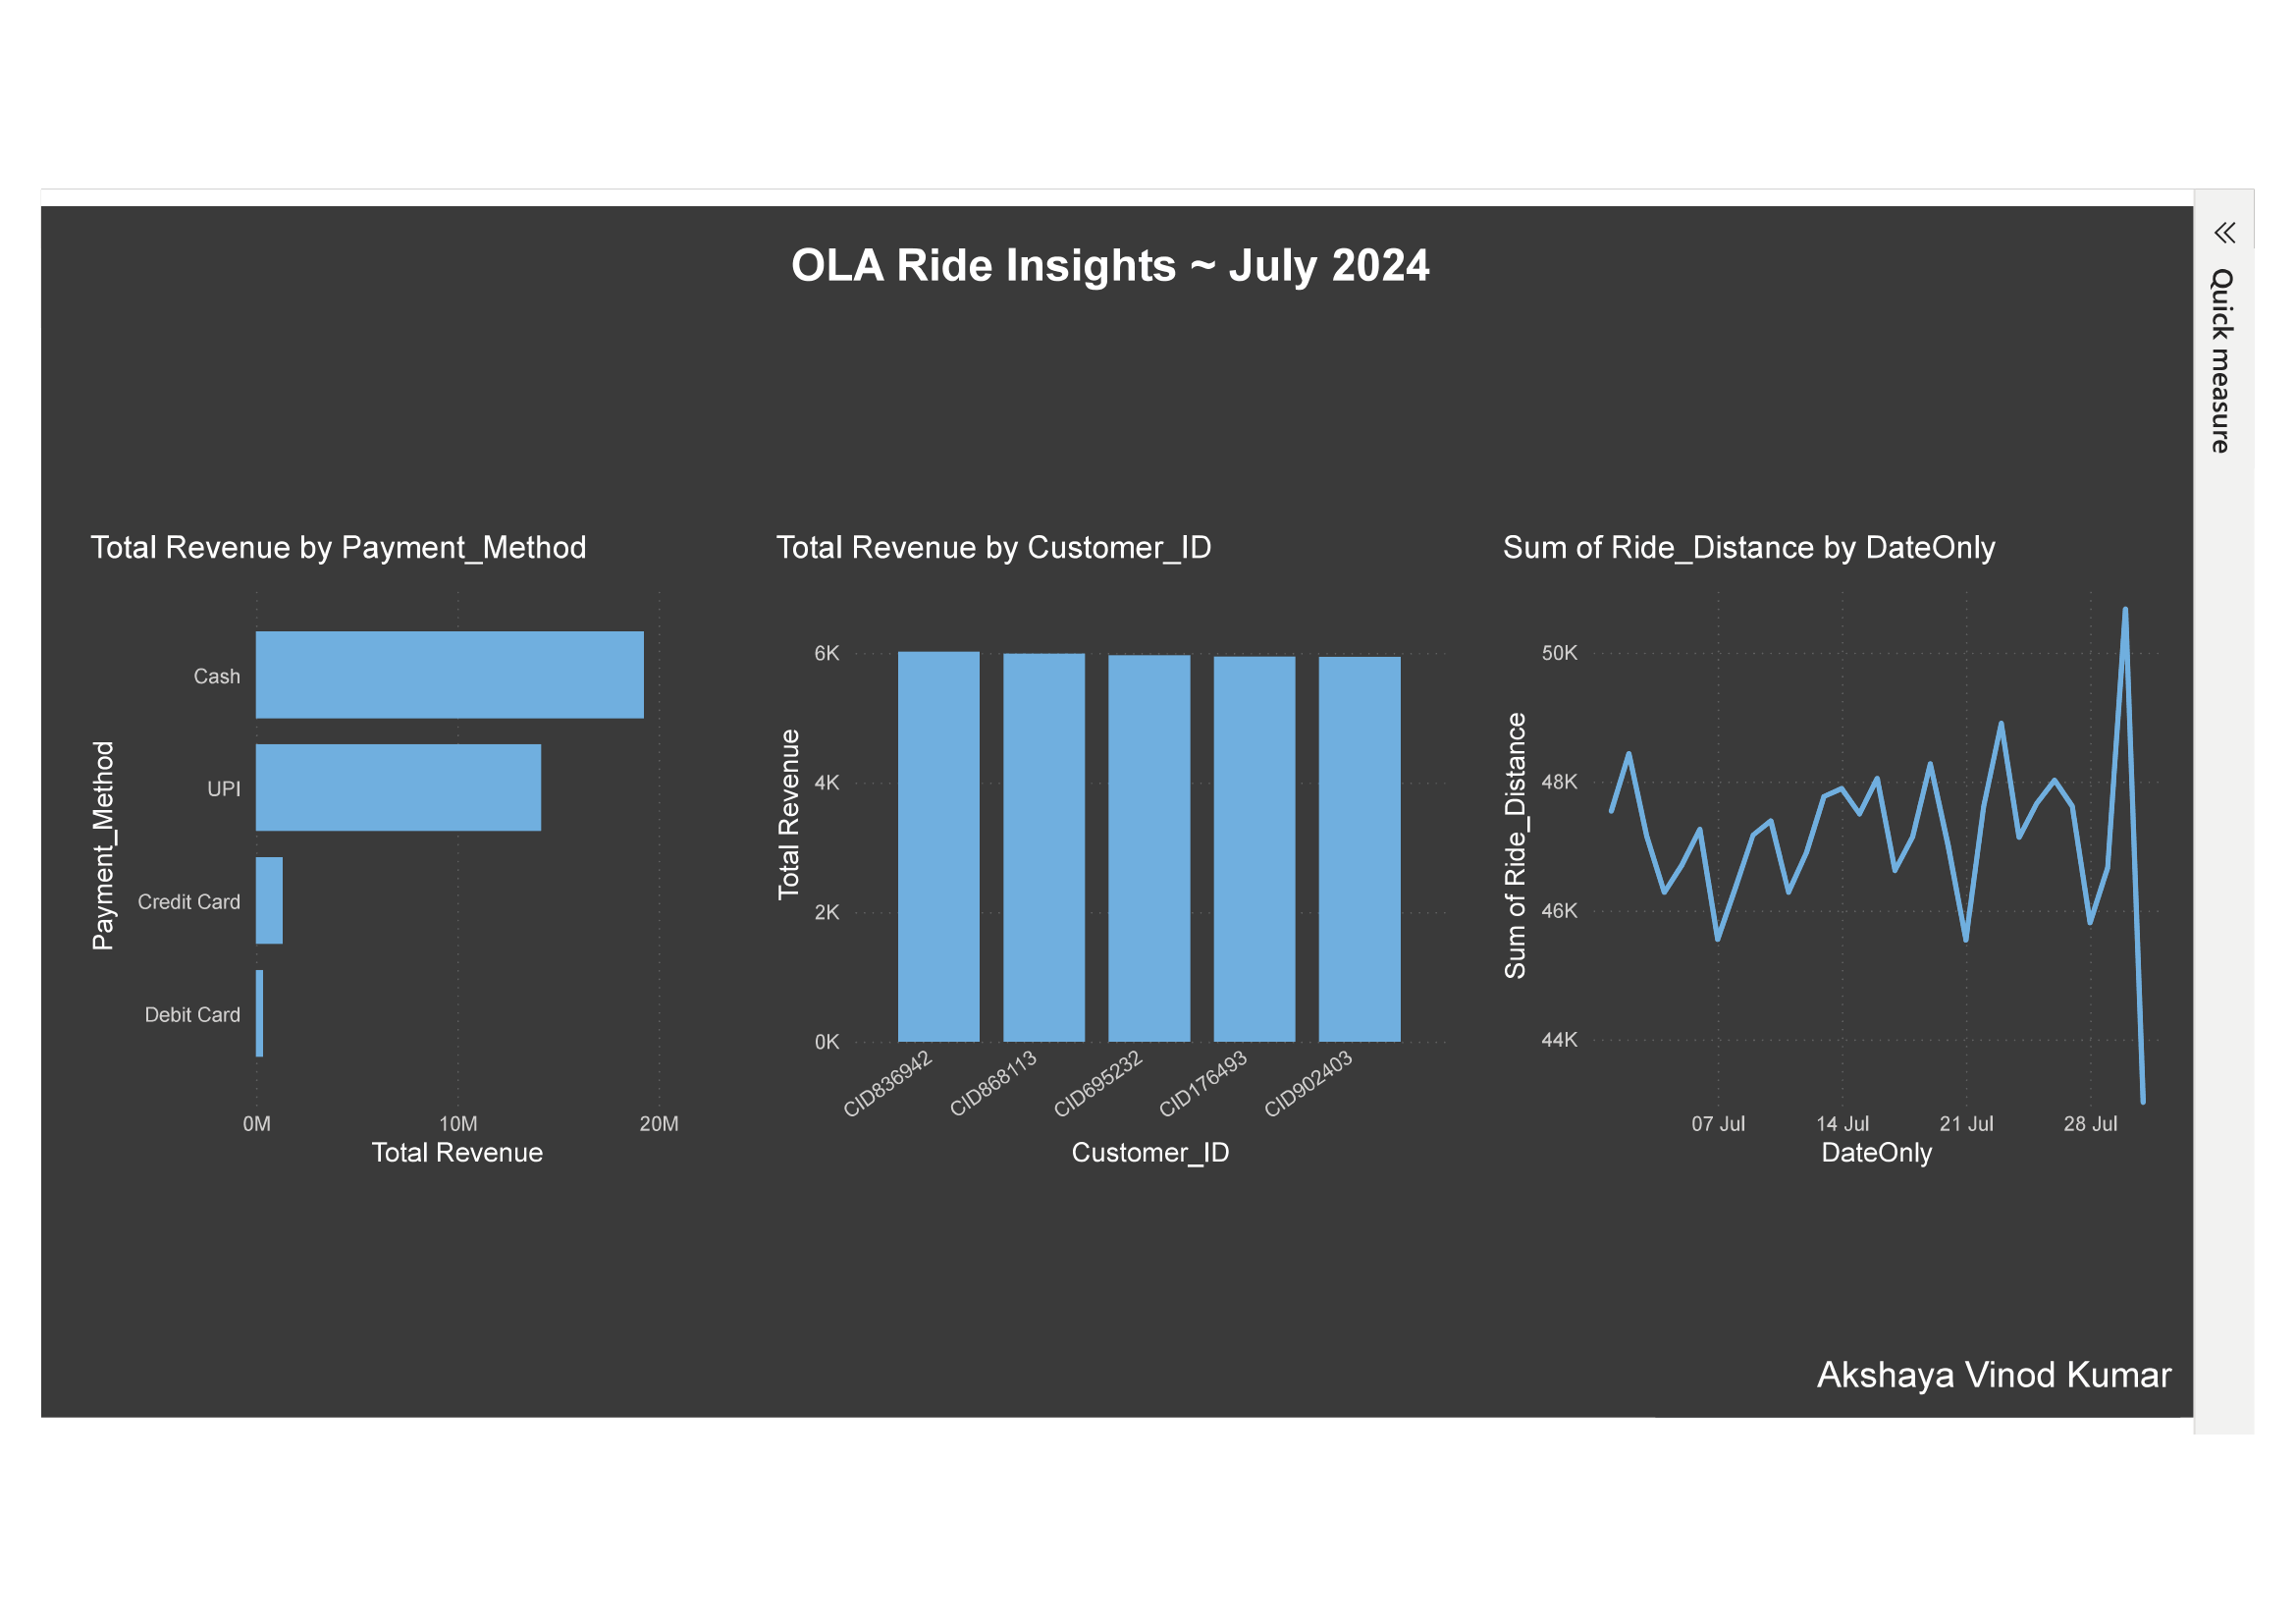 OLA Ride Insights ~ July 2024
Quick measure
Total Revenue by Payment_Method
Payment_Method
Cash
UPI
Credit Card
Debit Card
0M 10M 20M
Total Revenue
Total Revenue by Customer_ID
Total Revenue
6K
4K
2K
0K
CID836942 CID868113 CID695232 CID176493 CID902403
Customer_ID
Sum of Ride_Distance by DateOnly
Sum of Ride_Distance
50K
48K
46K
44K
07 Jul 14 Jul 21 Jul 28 Jul
DateOnly
Akshaya Vinod Kumar